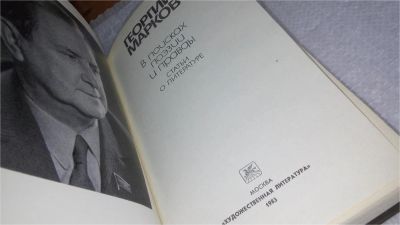 ГЕОРГИЙ
МАРКОВ
В ПОИСКАХ
ПОЭЗИИ
И ПРАВДЫ
СТАТЬИ
О ЛИТЕРАТУРЕ
МОСКВА
«ХУДОЖЕСТВЕННАЯ ЛИТЕРАТУРА»
1983